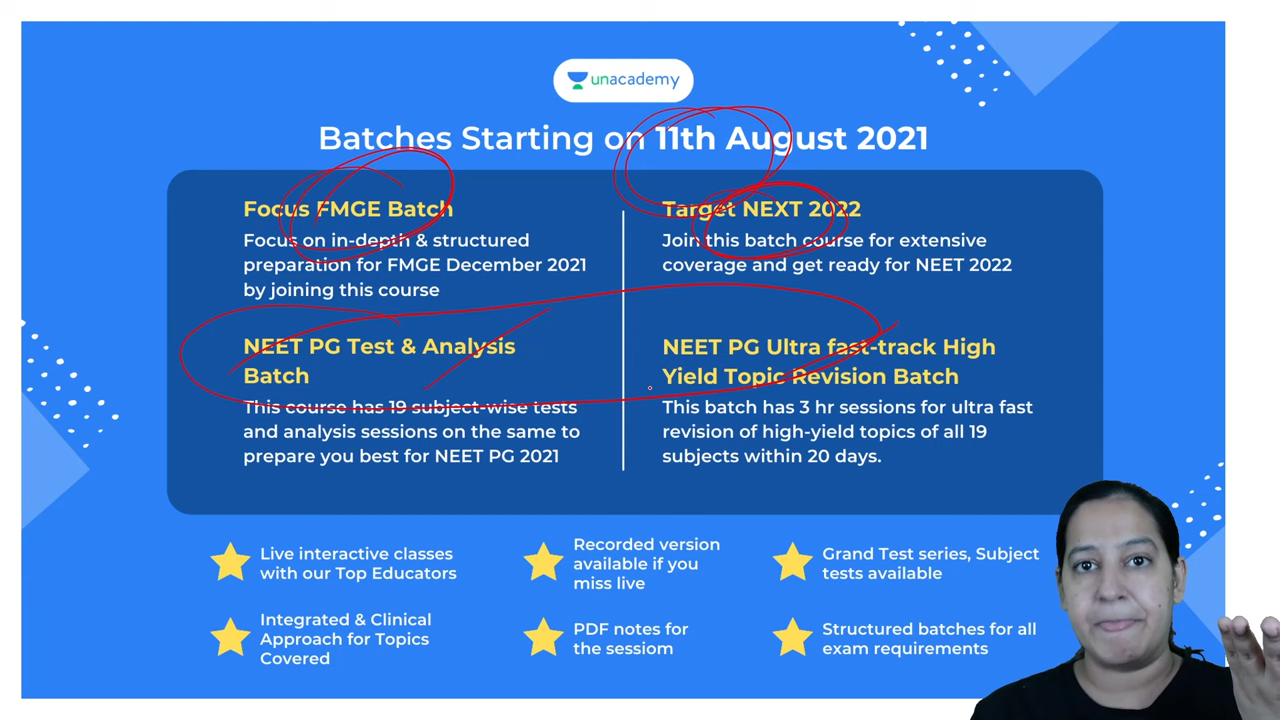 unacademy
Batches Starting on 11th August 2021
Focus FMGE Batch
Focus on in-depth & structured
preparation for FMGE December 2021
by joining this course
Target NEXT 2022
Join this batch course for extensive
coverage and get ready for NEET 2022
NEET PG Test & Analysis
Batch
This course has 19 subject-wise tests
and analysis sessions on the same to
prepare you best for NEET PG 2021
NEET PG Ultra fast-track High
Yield Topic Revision Batch
This batch has 3 hr sessions for ultra fast
revision of high-yield topics of all 19
subjects within 20 days.
Live interactive classes
with our Top Educators
Recorded version
available if you
miss live
Grand Test series, Subject
tests available
Integrated & Clinical
Approach for Topics
Covered
PDF notes for
the sessiom
Structured batches for all
exam requirements